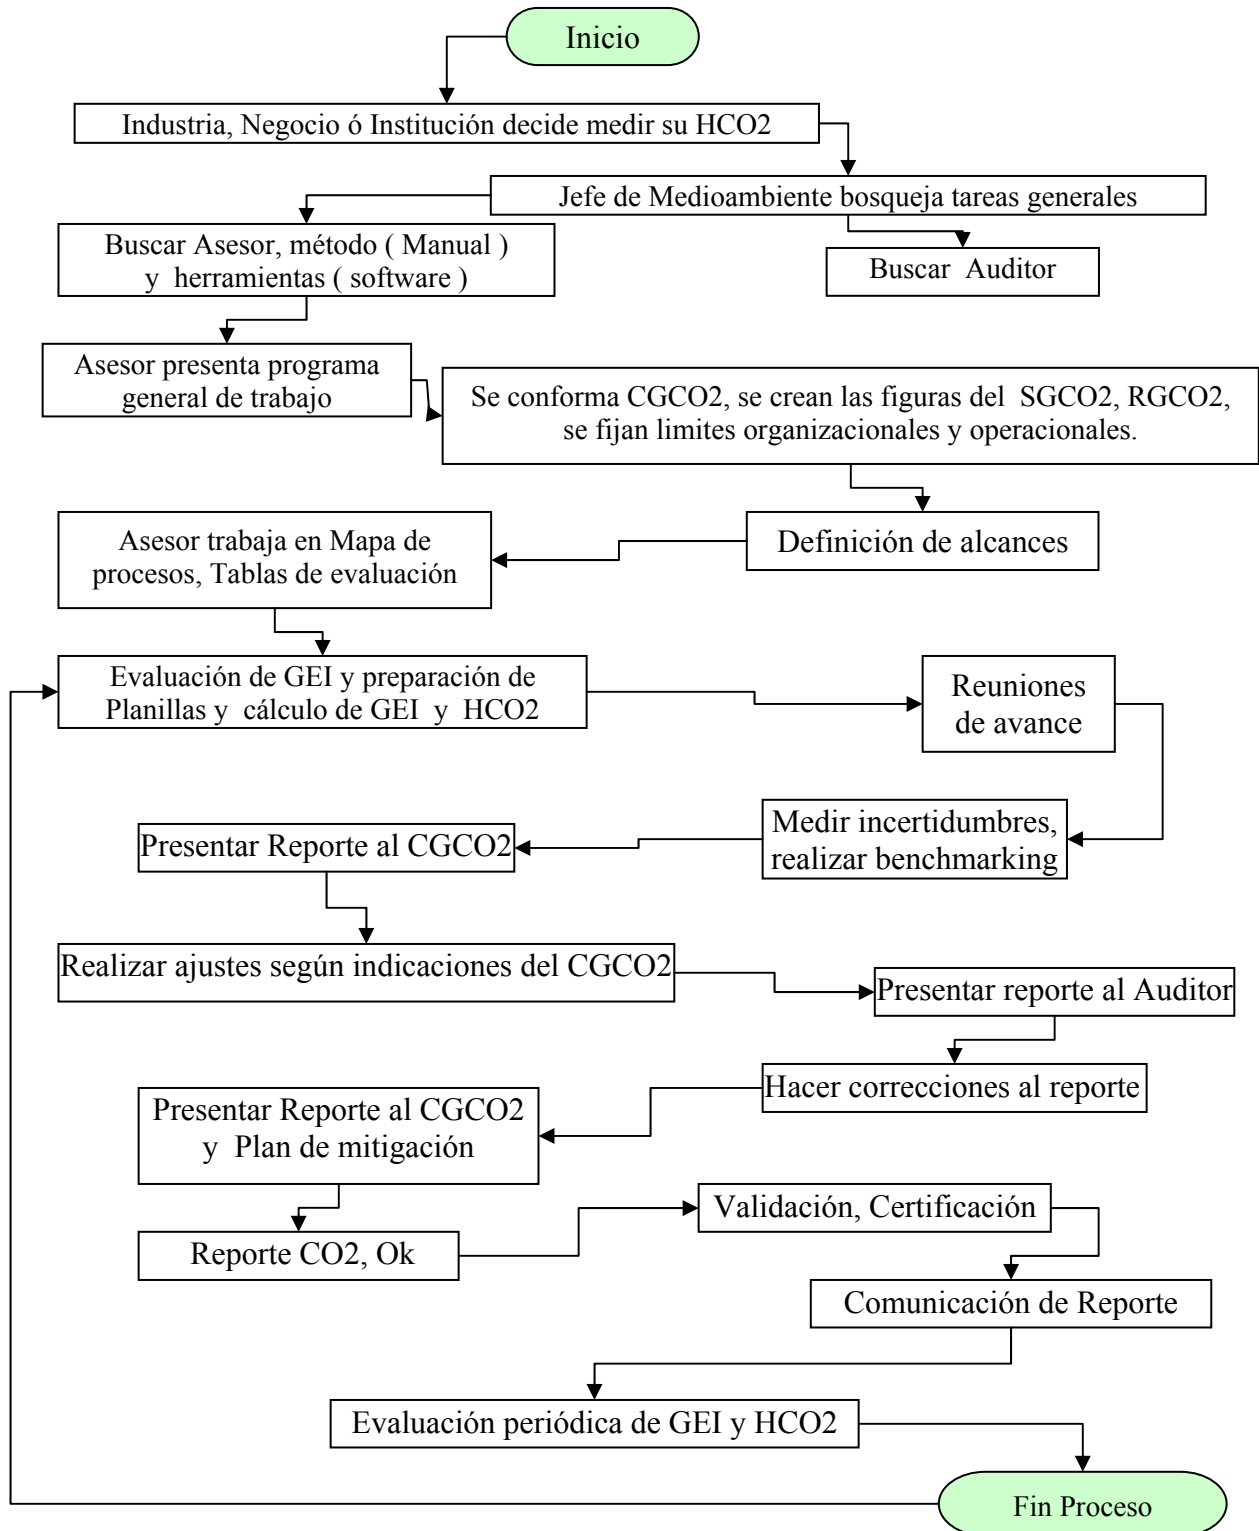 Inicio
Industria, Negocio ó Institución decide medir su HCO2
Jefe de Medioambiente bosqueja tareas generales
Buscar Asesor, método ( Manual )
y herramientas ( software )
Buscar Auditor
Asesor presenta programa
general de trabajo
Se conforma CGCO2, se crean las figuras del SGCO2, RGCO2,
se fijan limites organizacionales y operacionales.
Definición de alcances
Asesor trabaja en Mapa de
procesos, Tablas de evaluación
Evaluación de GEI y preparación de
Planillas y cálculo de GEI y HCO2
Reuniones
de avance
Medir incertidumbres,
realizar benchmarking
Presentar Reporte al CGCO2
Realizar ajustes según indicaciones del CGCO2
Presentar reporte al Auditor
Hacer correcciones al reporte
Presentar Reporte al CGCO2
y Plan de mitigación
Reporte CO2, Ok
Validación, Certificación
Comunicación de Reporte
Evaluación periódica de GEI y HCO2
Fin Proceso